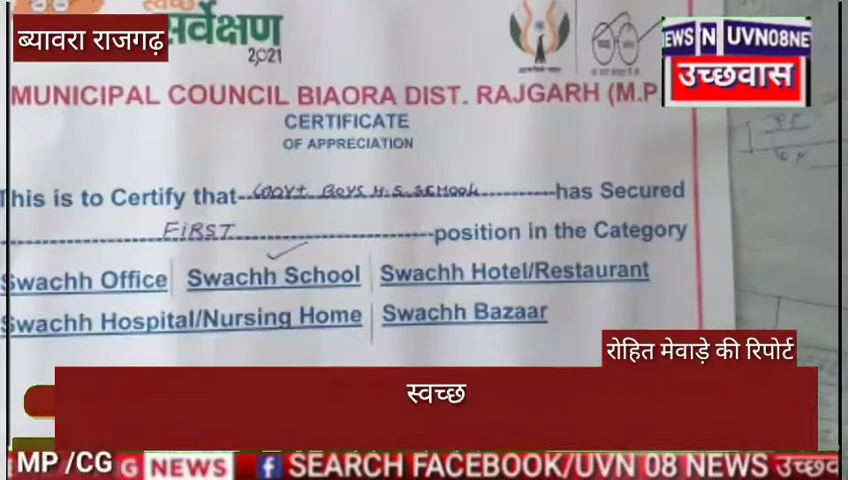 स्वच्छ
ब्यावरा राजगढ़
सर्वेक्षण
2021
EWS N UVN08NE
उच्छवास
MUNICIPAL COUNCIL BIAORA DIST. RAJGARH (M.P
CERTIFICATE
OF APPRECIATION
This is to Certify that GOVT. BOYS H.S. SCHOOL has Secured
FIRST position in the Category
Swachh Office Swachh School Swachh Hotel/Restaurant
Swachh Hospital/Nursing Home Swachh Bazaar
रोहित मेवाड़े की रिपोर्ट
स्वच्छ
MP /CG G NEWS f SEARCH FACEBOOK/UVN 08 NEWS उच्छव